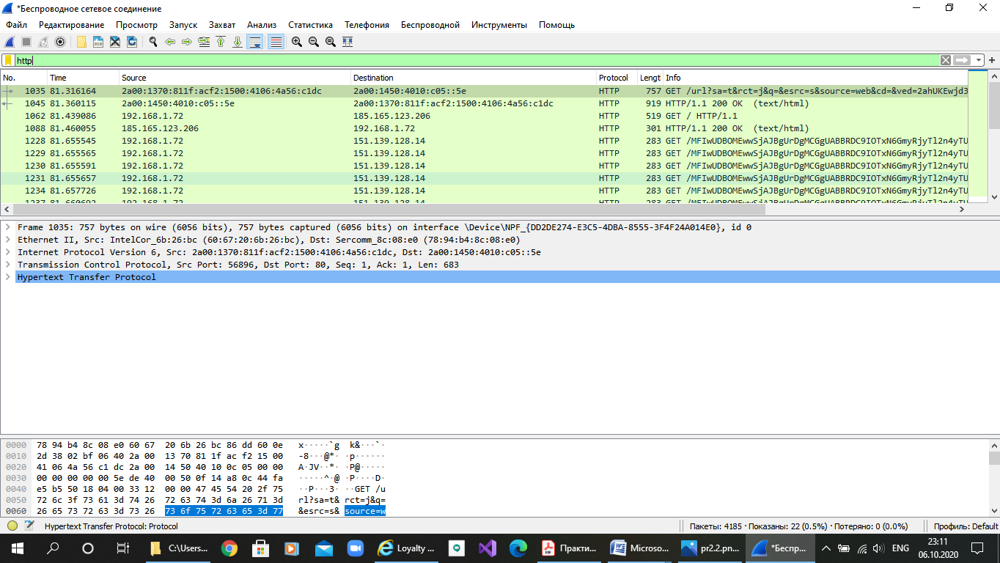 *Беспроводное сетевое соединение
Файл Редактирование Просмотр Запуск Захват Анализ Статистика Телефония Беспроводной Инструменты Помощь
http
No. Time Source Destination Protocol Lengt Info
1035 81.316164 2a00:1370:811f:acf2:1500:4106:4a56:c1dc 2a00:1450:4010:c05::5e HTTP 757 GET /url?sa=t&rct=j&q=&esrc=s&source=web&cd=&ved=2ahUKEwjd3
1045 81.360115 2a00:1450:4010:c05::5e 2a00:1370:811f:acf2:1500:4106:4a56:c1dc HTTP 919 HTTP/1.1 200 OK (text/html)
1062 81.439086 192.168.1.72 185.165.123.206 HTTP 519 GET / HTTP/1.1
1088 81.460055 185.165.123.206 192.168.1.72 HTTP 301 HTTP/1.1 200 OK (text/html)
1228 81.655545 192.168.1.72 151.139.128.14 HTTP 283 GET /MFIwUDBOMEwwSjAJBgUrDgMCGgUABBRDC9IOTxN6GmyRjyTl2n4yTU
1229 81.655565 192.168.1.72 151.139.128.14 HTTP 283 GET /MFIwUDBOMEwwSjAJBgUrDgMCGgUABBRDC9IOTxN6GmyRjyTl2n4yTU
1230 81.655591 192.168.1.72 151.139.128.14 HTTP 283 GET /MFIwUDBOMEwwSjAJBgUrDgMCGgUABBRDC9IOTxN6GmyRjyTl2n4yTU
1231 81.655657 192.168.1.72 151.139.128.14 HTTP 283 GET /MFIwUDBOMEwwSjAJBgUrDgMCGgUABBRDC9IOTxN6GmyRjyTl2n4yTU
1234 81.657726 192.168.1.72 151.139.128.14 HTTP 283 GET /MFIwUDBOMEwwSjAJBgUrDgMCGgUABBRDC9IOTxN6GmyRjyTl2n4yTU
1237 81.660692 192.168.1.72 151.139.128.14 HTTP 283 GET /MFIwUDBOMEwwSjAJBgUrDgMCGgUABBRDC9IOTxN6GmyRjyTl2n4yTU
Frame 1035: 757 bytes on wire (6056 bits), 757 bytes captured (6056 bits) on interface \Device\NPF_{DD2DE274-E3C5-4DBA-8555-3F4F24A014E0}, id 0
Ethernet II, Src: IntelCor_6b:26:bc (60:67:20:6b:26:bc), Dst: Sercomm_8c:08:e0 (78:94:b4:8c:08:e0)
Internet Protocol Version 6, Src: 2a00:1370:811f:acf2:1500:4106:4a56:c1dc, Dst: 2a00:1450:4010:c05::5e
Transmission Control Protocol, Src Port: 56896, Dst Port: 80, Seq: 1, Ack: 1, Len: 683
Hypertext Transfer Protocol
0000 78 94 b4 8c 08 e0 60 67 20 6b 26 bc 86 dd 60 0e x·····`g k&···`·
0010 2d 38 02 bf 06 40 2a 00 13 70 81 1f ac f2 15 00 -8···@*· ·p······
0020 41 06 4a 56 c1 dc 2a 00 14 50 40 10 0c 05 00 00 A·JV··*· ·P@·····
0030 00 00 00 00 00 5e de 40 00 50 0f 14 a8 0c 44 fa ·····^·@ ·P····D·
0040 e5 b5 50 18 04 00 33 12 00 00 47 45 54 20 2f 75 ··P···3· ··GET /u
0050 72 6c 3f 73 61 3d 74 26 72 63 74 3d 6a 26 71 3d rl?sa=t& rct=j&q=
0060 26 65 73 72 63 3d 73 26 73 6f 75 72 63 65 3d 77 &esrc=s& source=w
Hypertext Transfer Protocol: Protocol Пакеты: 4185 · Показаны: 22 (0.5%) · Потеряно: 0 (0.0%) Профиль: Default
C:\Users... Loyalty ... Практи... Microso... pr2.2.pn... *Беспр... ENG 23:11
06.10.2020